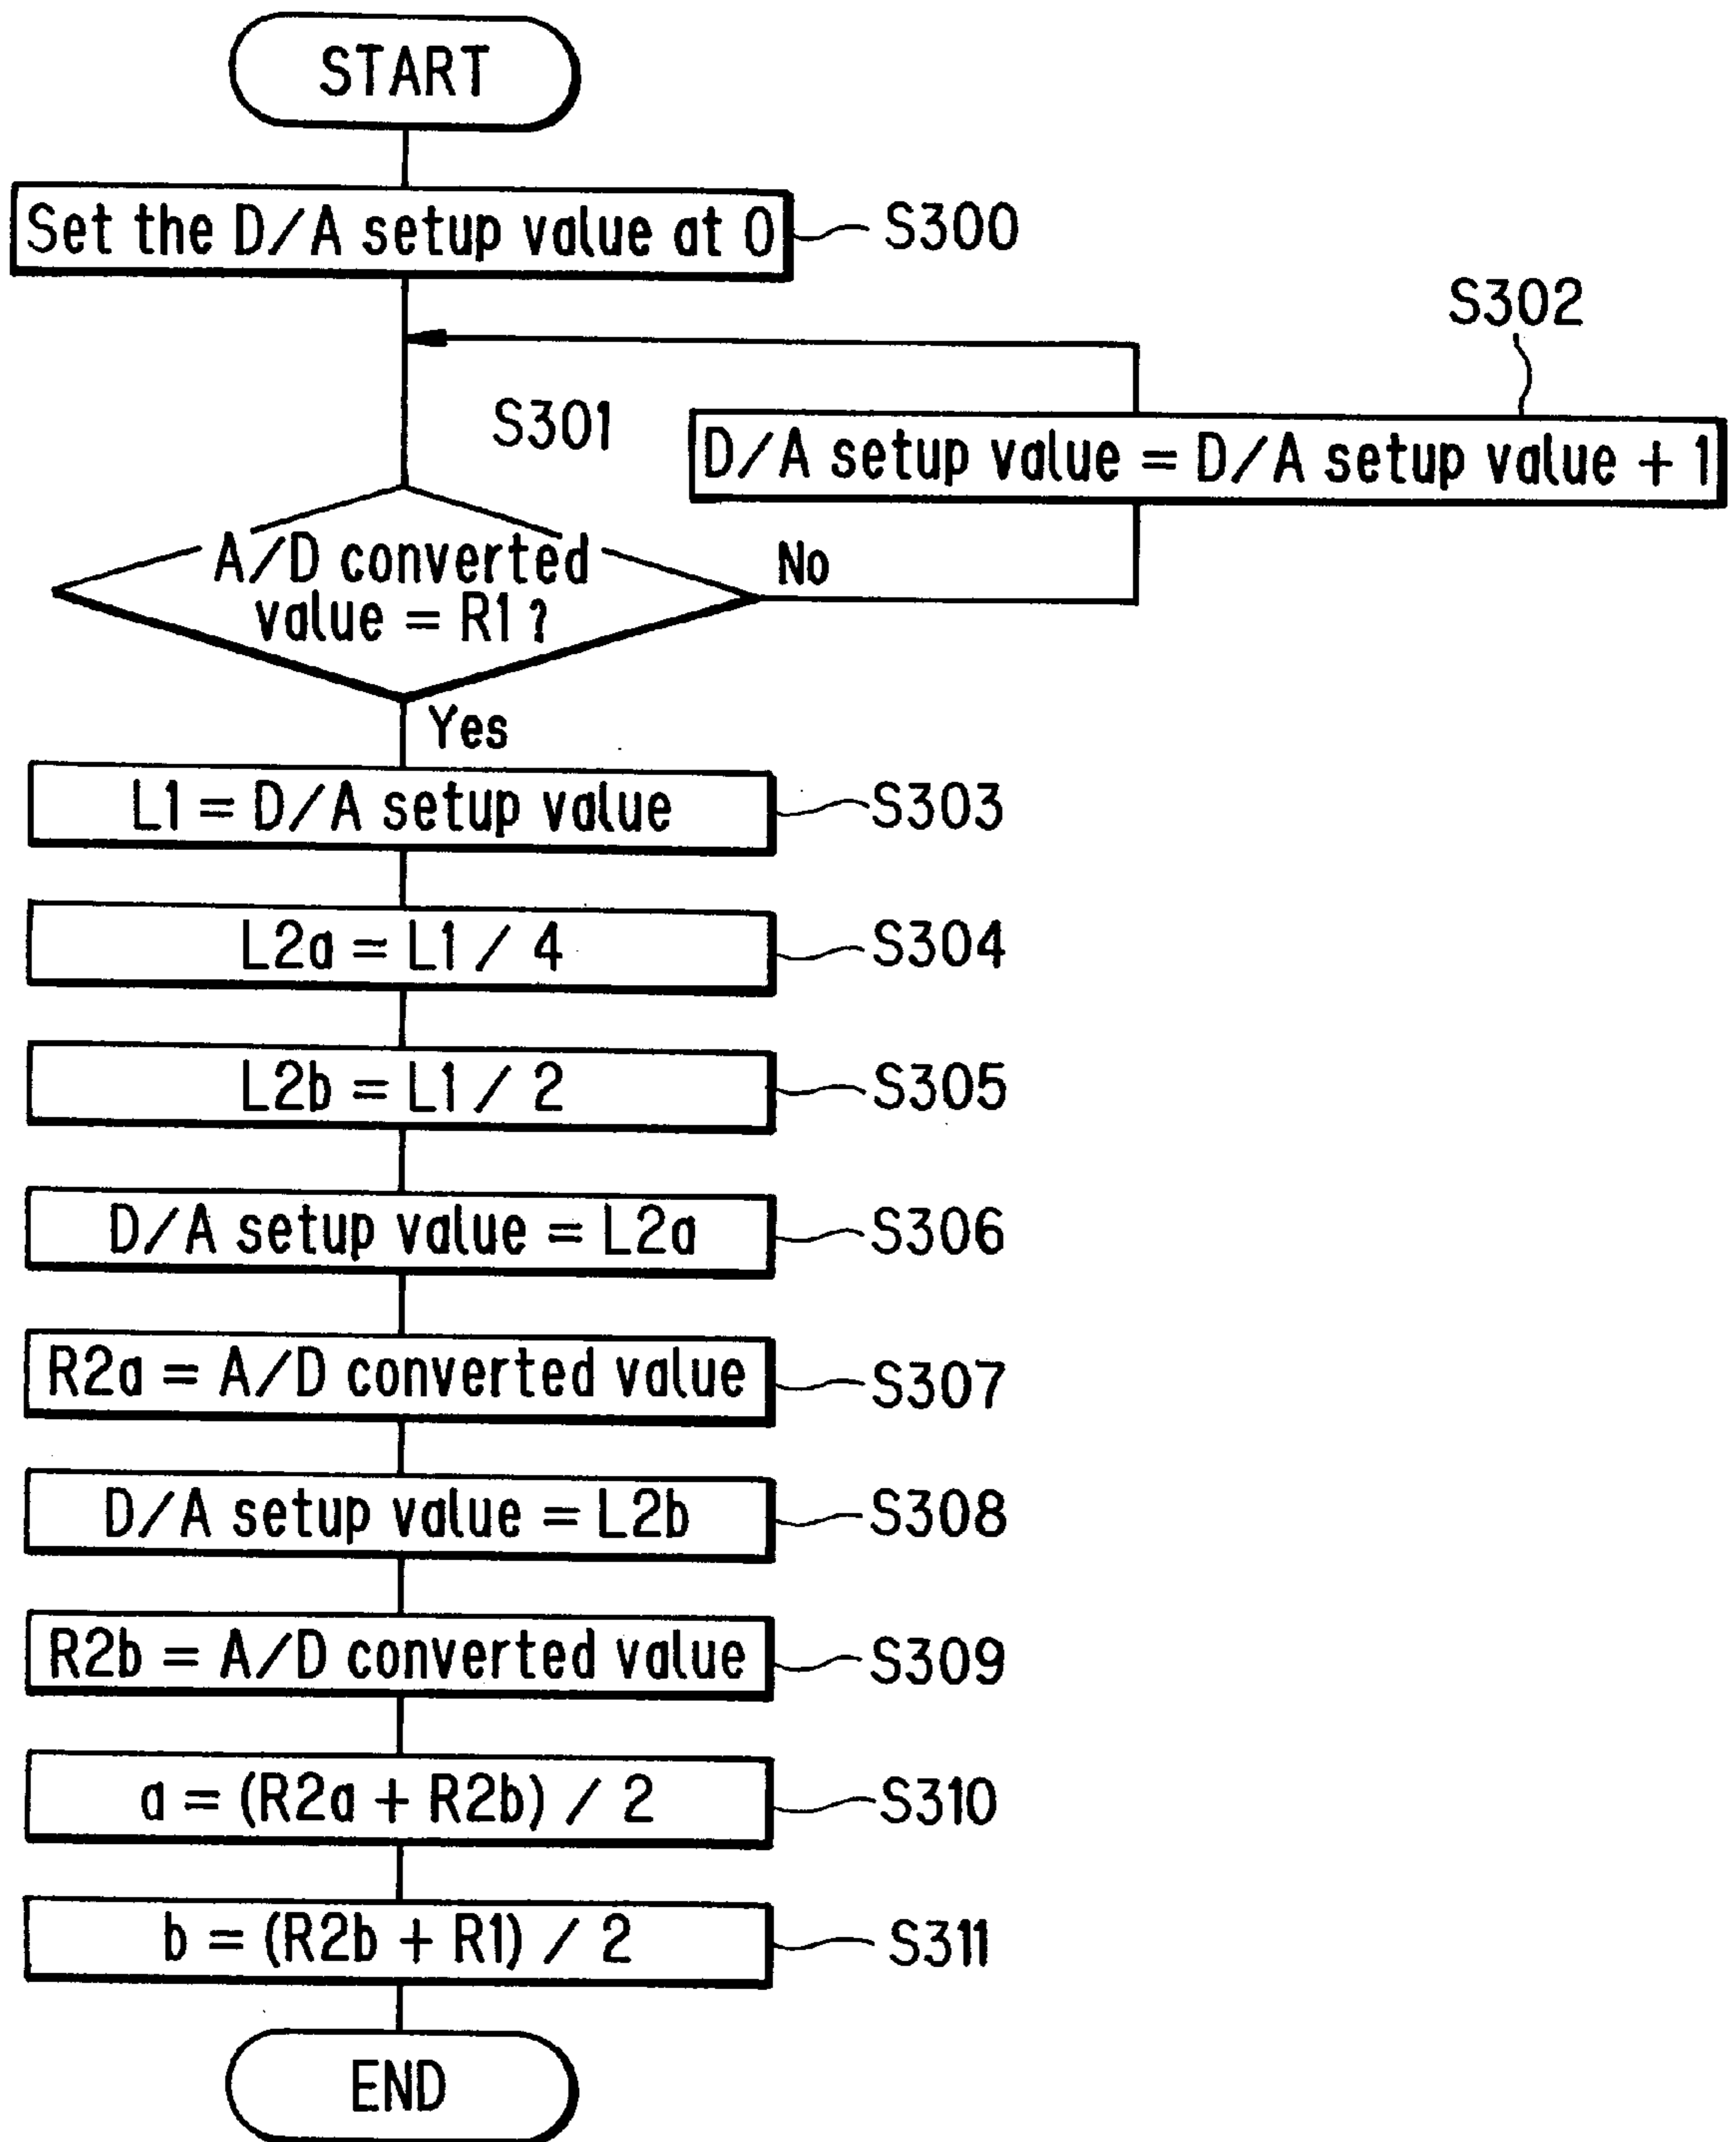 START
Set the D/A setup value at 0
S300
S302
D/A setup value = D/A setup value + 1
S301
A/D converted
value = R1?
No
Yes
L1 = D/A setup value
S303
L2a = L1 / 4
S304
L2b = L1 / 2
S305
D/A setup value = L2a
S306
R2a = A/D converted value
S307
D/A setup value = L2b
S308
R2b = A/D converted value
S309
a = (R2a + R2b) / 2
S310
b = (R2b + R1) / 2
S311
END